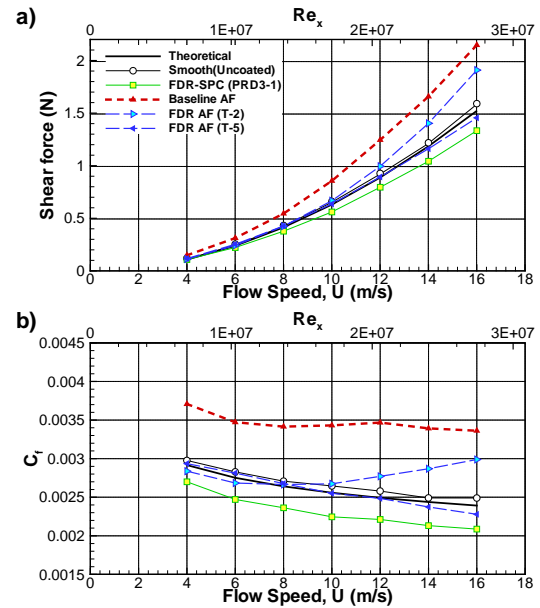 a)
Re_x
0 1E+07 2E+07 3E+07
Shear force (N)
2
1.5
1
0.5
0
Theoretical
Smooth(Uncoated)
FDR-SPC (PRD3-1)
Baseline AF
FDR AF (T-2)
FDR AF (T-5)
0 2 4 6 8 10 12 14 16 18
Flow Speed, U (m/s)
b)
Re_x
0 1E+07 2E+07 3E+07
C_f
0.0045
0.004
0.0035
0.003
0.0025
0.002
0.0015
0 2 4 6 8 10 12 14 16 18
Flow Speed, U (m/s)